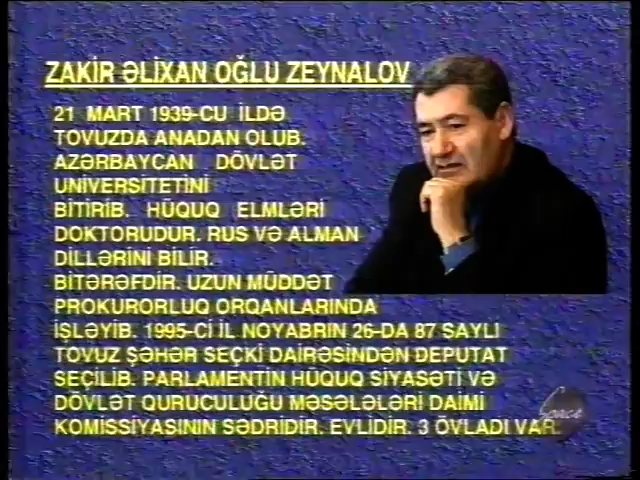 ZAKİR ƏLİXAN OĞLU ZEYNALOV
21 MART 1939-CU İLDƏ
TOVUZDA ANADAN OLUB.
AZƏRBAYCAN DÖVLƏT
UNİVERSİTETİNİ
BİTİRİB. HÜQUQ ELMLƏRİ
DOKTORUDUR. RUS VƏ ALMAN
DİLLƏRİNİ BİLİR.
BİTƏRƏFDİR. UZUN MÜDDƏT
PROKURORLUQ ORQANLARINDA
İŞLƏYİB. 1995-Cİ İL NOYABRIN 26-DA 87 SAYLI
TOVUZ ŞƏHƏR SEÇKİ DAİRƏSİNDƏN DEPUTAT
SEÇİLİB. PARLAMENTİN HÜQUQ SİYASƏTİ VƏ
DÖVLƏT QURUCULUĞU MƏSƏLƏLƏRİ DAİMİ
KOMİSSİYASININ SƏDRİDİR. EVLİDİR. 3 ÖVLADI VAR.
Space